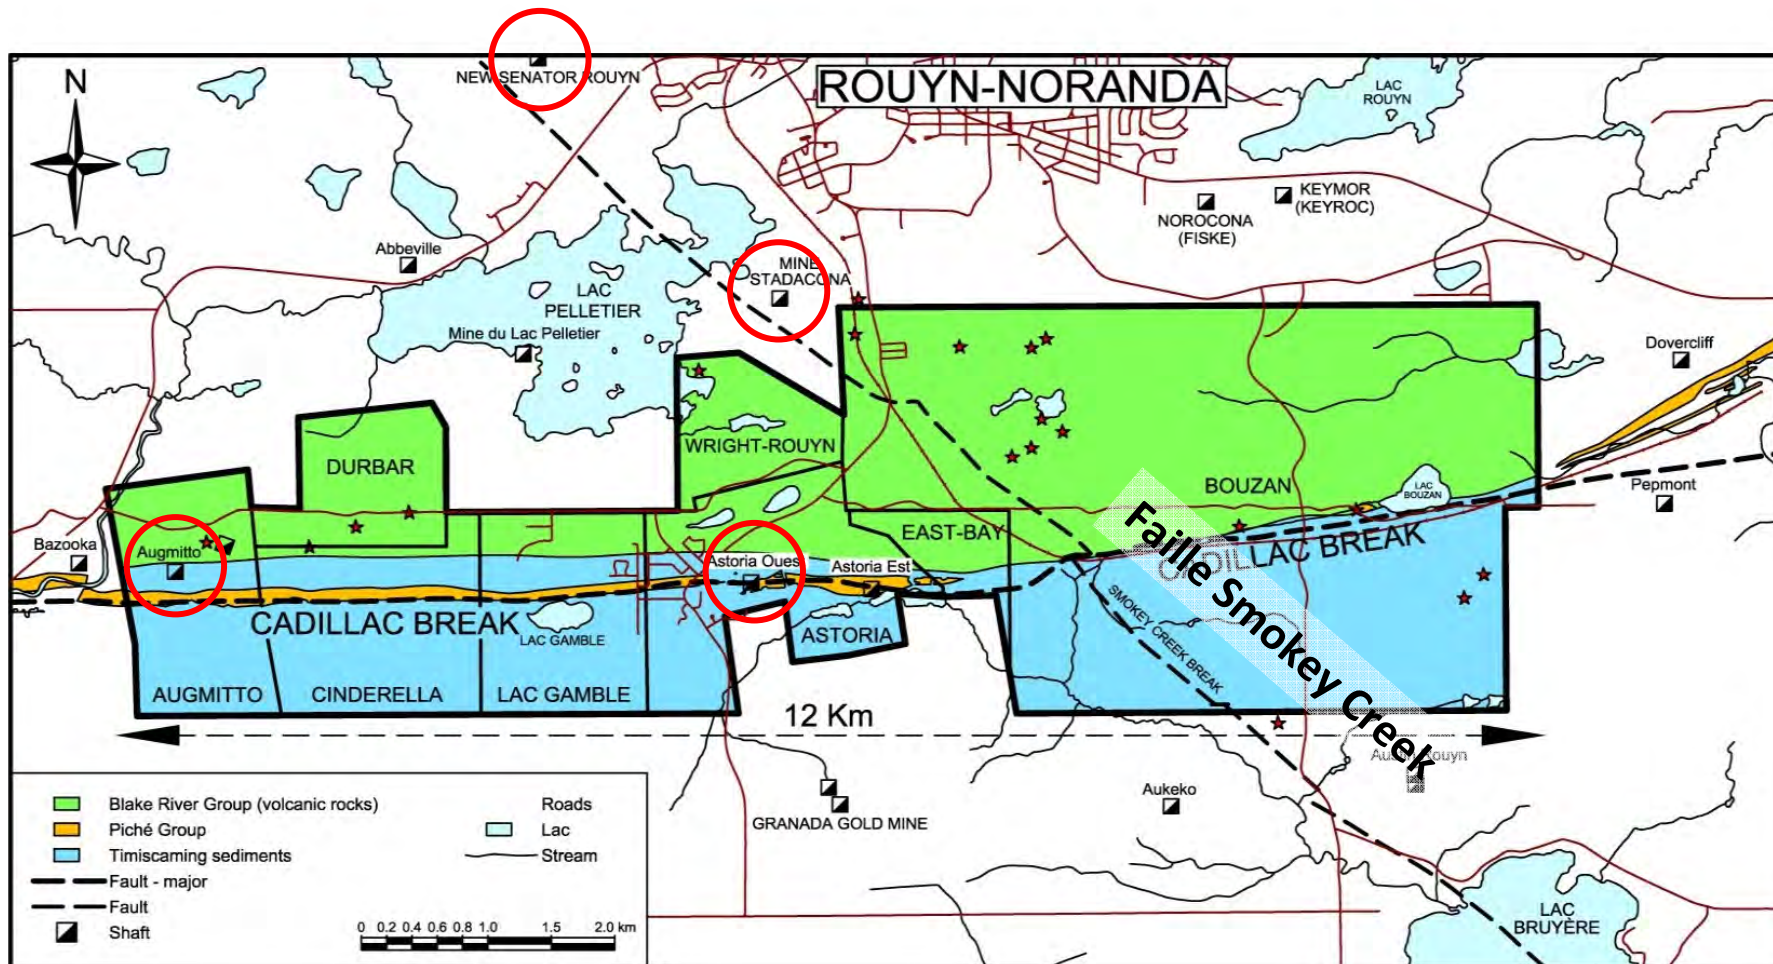 NEW SENATOR ROUYN
ROUYN-NORANDA
LAC
ROUYN
N
KEYMOR
(KEYROC)
NOROCONA
(FISKE)
Abbeville
MINE
STADACONA
LAC
PELLETIER
Mine du Lac Pelletier
Dovercliff
WRIGHT-ROUYN
DURBAR
BOUZAN
LAC
BOUZAN
Pepmont
EAST-BAY
Bazooka
Augmitto
Astoria Oues
Astoria Est
CADILLAC BREAK
Faille Smokey Creek
SMOKEY CREEK BREAK
CADILLAC BREAK
LAC GAMBLE
ASTORIA
AUGMITTO
CINDERELLA
LAC GAMBLE
12 Km
GRANADA GOLD MINE
Aukeko
LAC
BRUYÈRE
Blake River Group (volcanic rocks)
Piché Group
Timiscaming sediments
Fault - major
Fault
Shaft
Roads
Lac
Stream
0 0.2 0.4 0.6 0.8 1.0 1.5 2.0 km